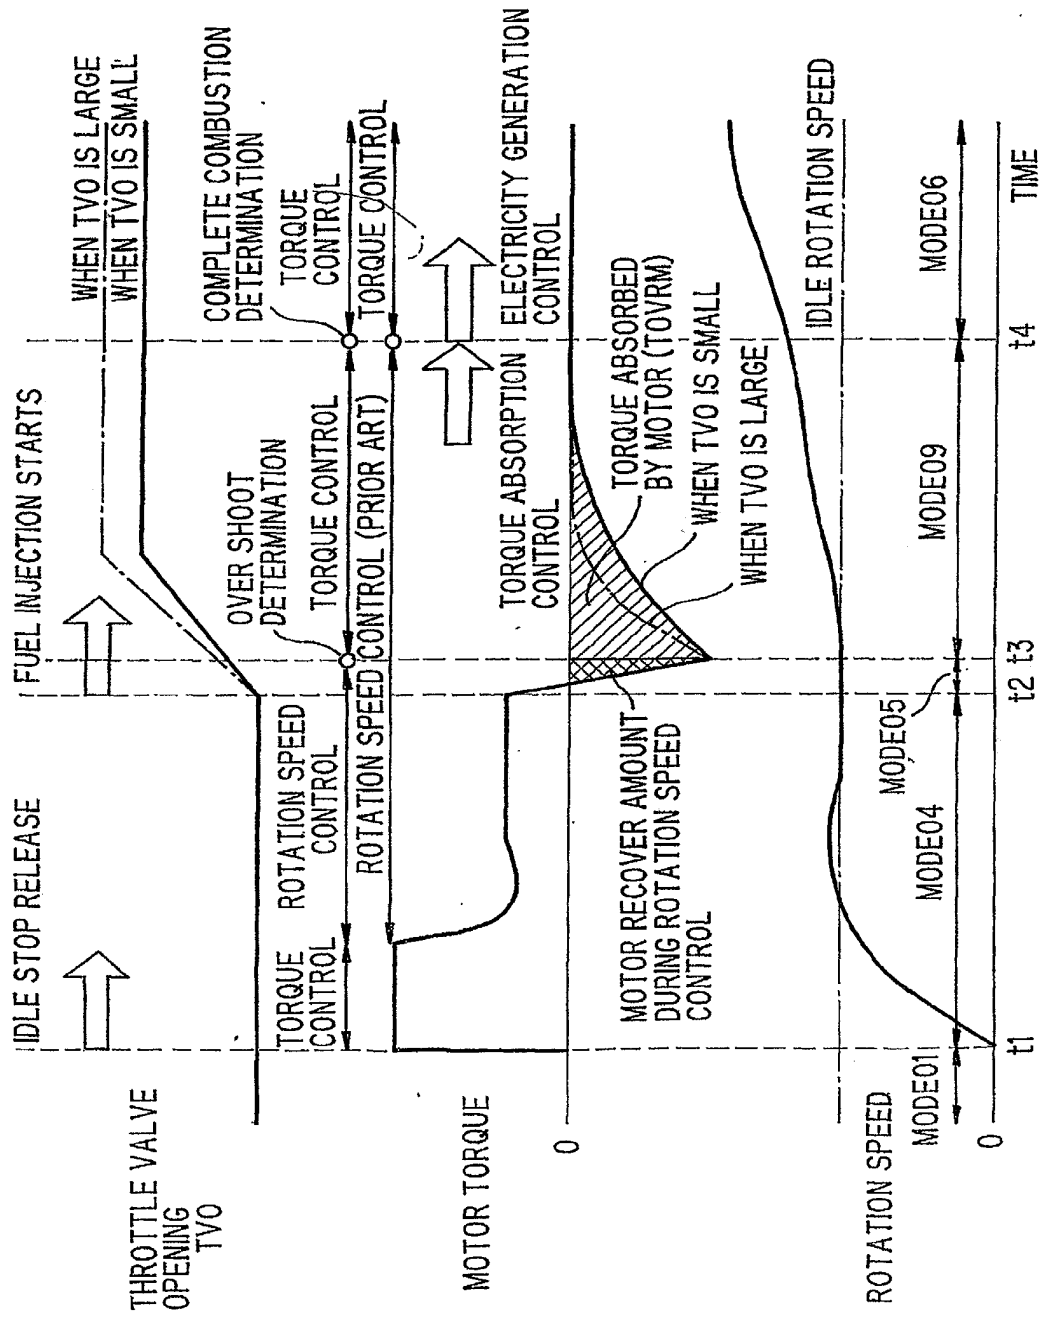 IDLE STOP RELEASE
FUEL INJECTION STARTS
THROTTLE VALVE
OPENING
TVO
WHEN TVO IS LARGE
WHEN TVO IS SMALL
OVER SHOOT
DETERMINATION
COMPLETE COMBUSTION
DETERMINATION
TORQUE
CONTROL
ROTATION SPEED
CONTROL
TORQUE CONTROL
TORQUE
CONTROL
ROTATION SPEED CONTROL (PRIOR ART)
TORQUE CONTROL
MOTOR TORQUE
TORQUE ABSORPTION
CONTROL
ELECTRICITY GENERATION
CONTROL
0
MOTOR RECOVER AMOUNT
DURING ROTATION SPEED
CONTROL
TORQUE ABSORBED
BY MOTOR (TOVRM)
WHEN TVO IS SMALL
WHEN TVO IS LARGE
IDLE ROTATION SPEED
ROTATION SPEED
MODE01
MODE04
MODE05
MODE09
MODE06
0
t1
t2
t3
t4
TIME